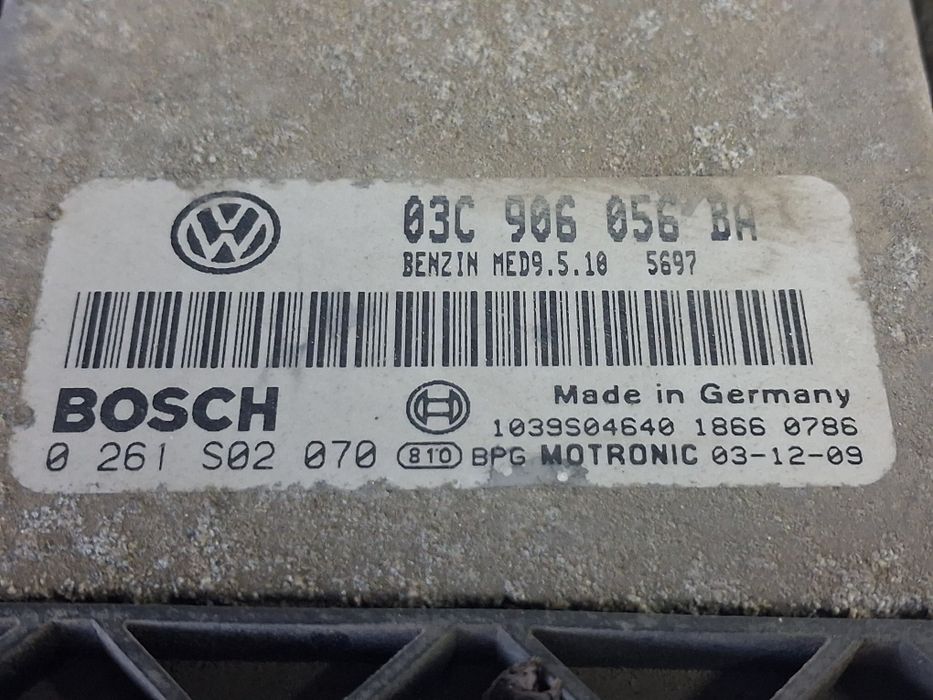 03C 906 056 BA
BENZIN MED9.5.10 5697
BOSCH
Made in Germany
1039S04640 1866 0786
0 261 S02 070 810 BPG MOTRONIC 03-12-09